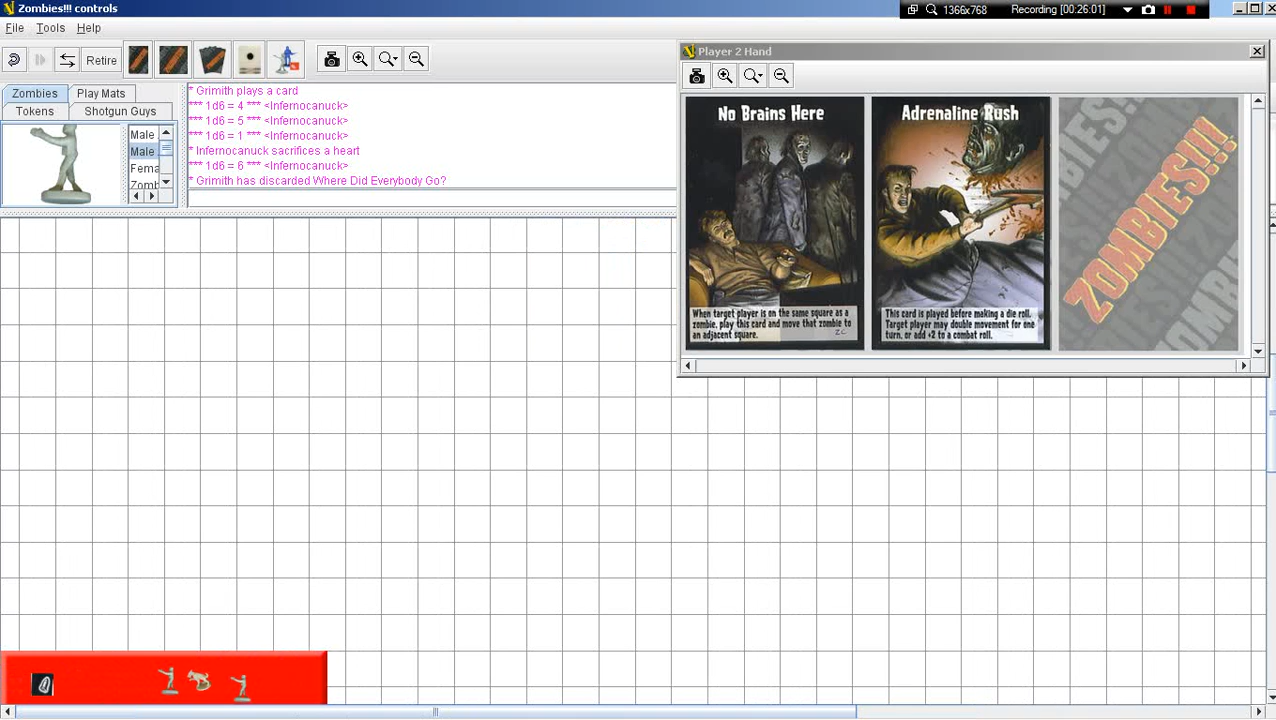 Zombies!!! controls
1366x768
Recording [00:26:01]
File Tools Help
Retire
Zombies Play Mats
Tokens Shotgun Guys
Male
Male
Fema
Zomb
* Grimith plays a card
*** 1d6 = 4 *** <Infernocanuck>
*** 1d6 = 5 *** <Infernocanuck>
*** 1d6 = 1 *** <Infernocanuck>
* Infernocanuck sacrifices a heart
*** 1d6 = 6 *** <Infernocanuck>
* Grimith has discarded Where Did Everybody Go?
Player 2 Hand
No Brains Here
When target player is on the same square as a
zombie, play this card and move that zombie to
an adjacent square.
ZC
Adrenaline Rush
This card is played before making a die roll.
Target player may double movement for one
turn, or add +2 to a combat roll.
ZOMBIES!!!